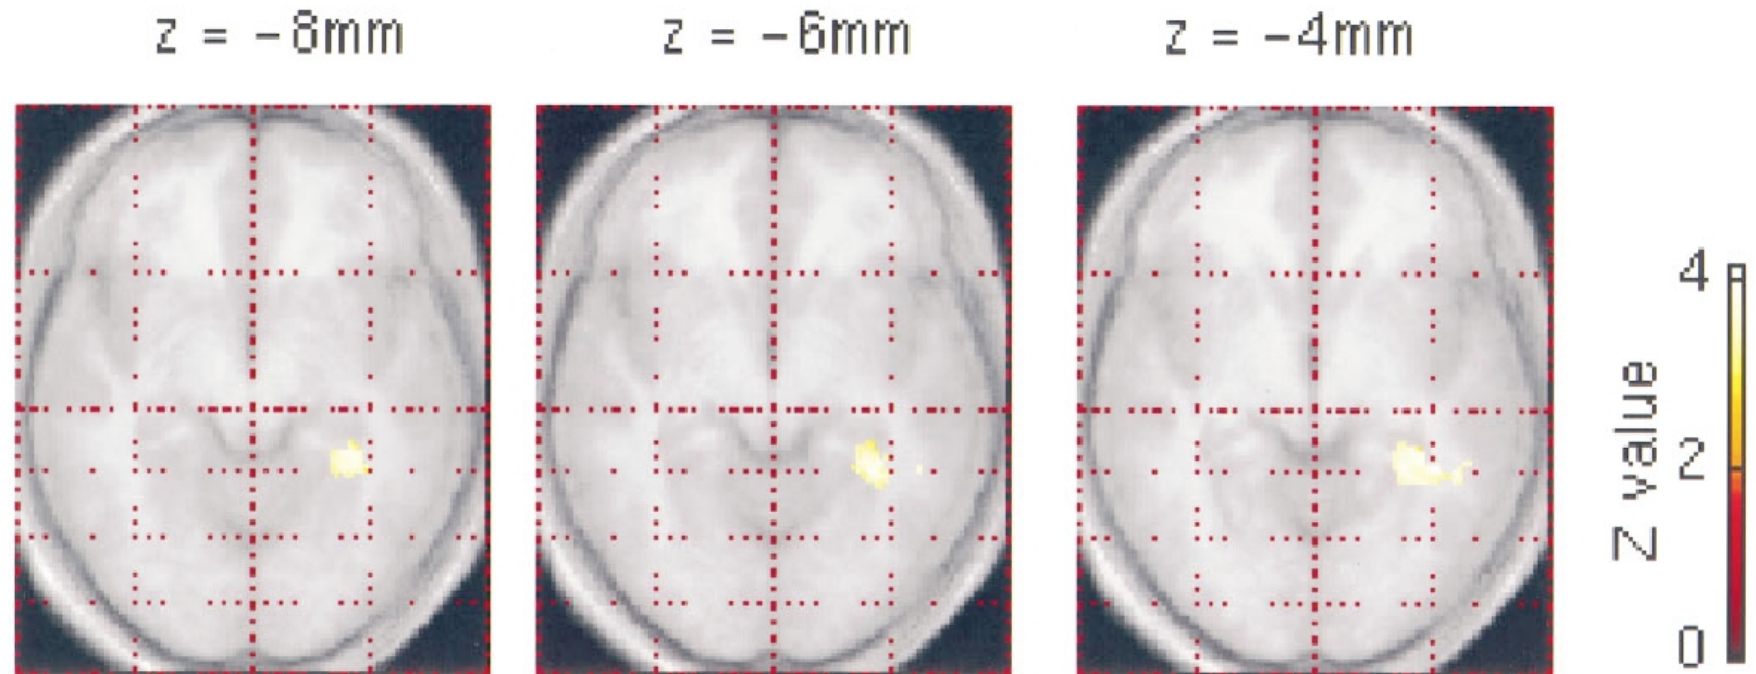 z = -8mm
z = -6mm
z = -4mm
4
2
0
Z value